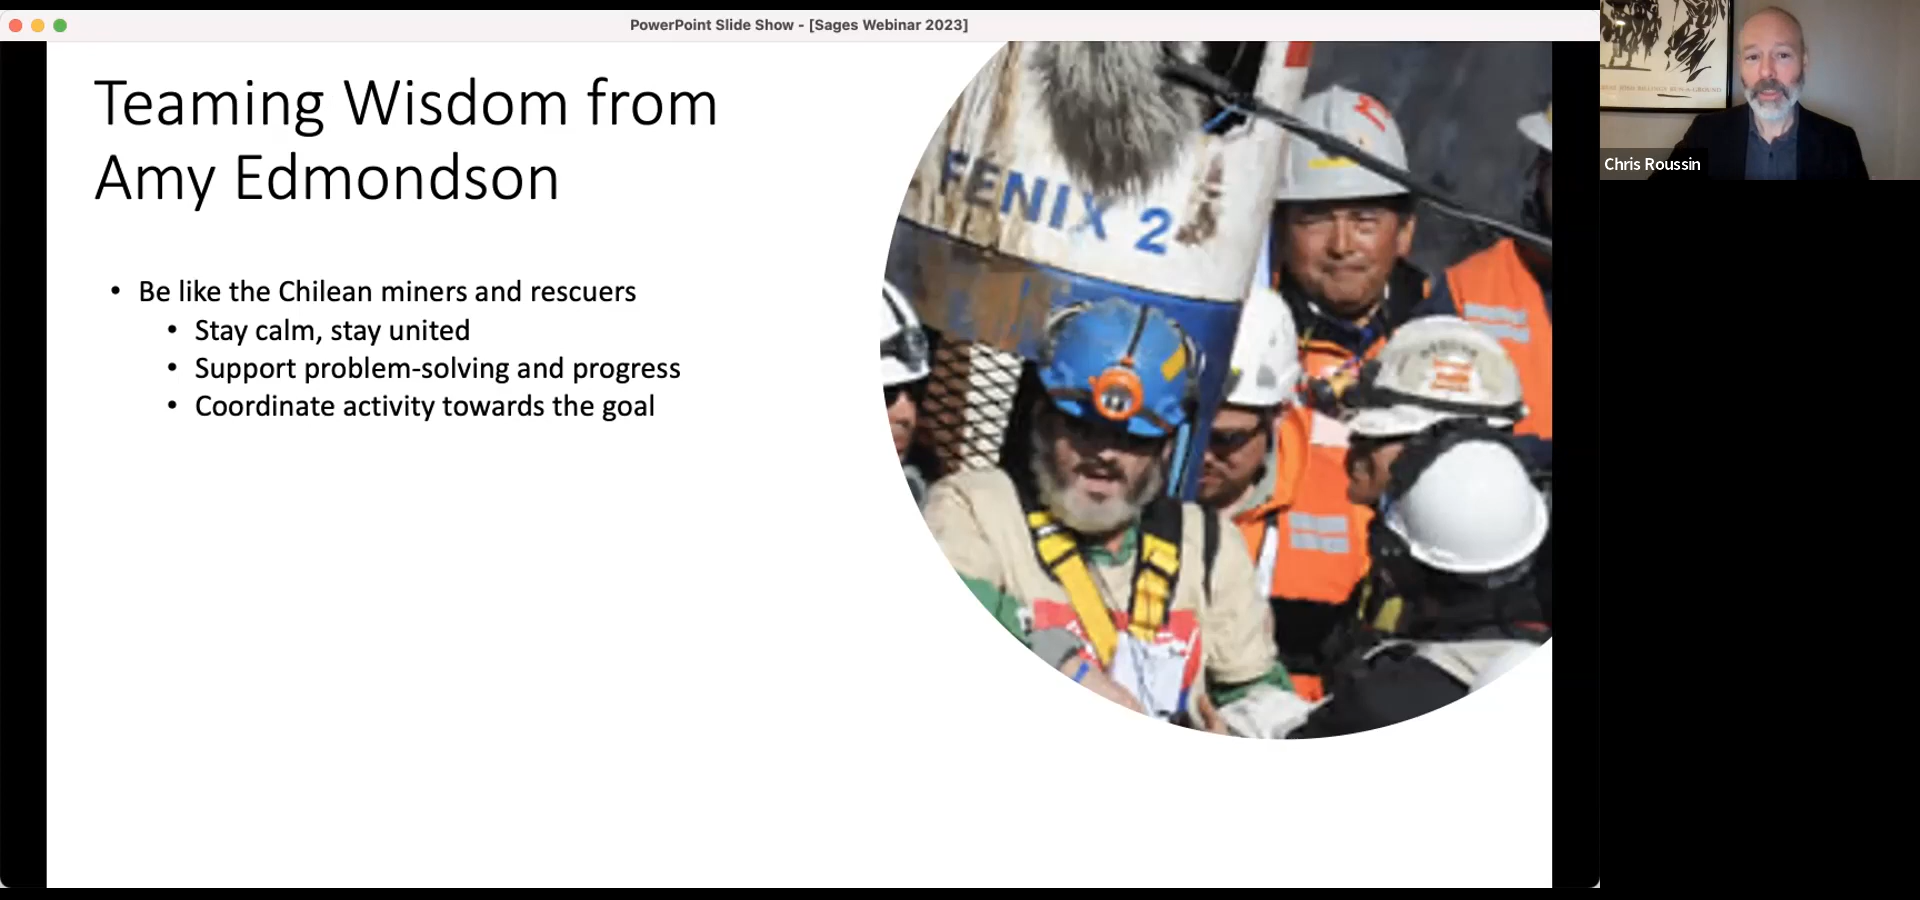 PowerPoint Slide Show - [Sages Webinar 2023]
Teaming Wisdom from
Amy Edmondson
• Be like the Chilean miners and rescuers
• Stay calm, stay united
• Support problem-solving and progress
• Coordinate activity towards the goal
FENIX 2
Chris Roussin